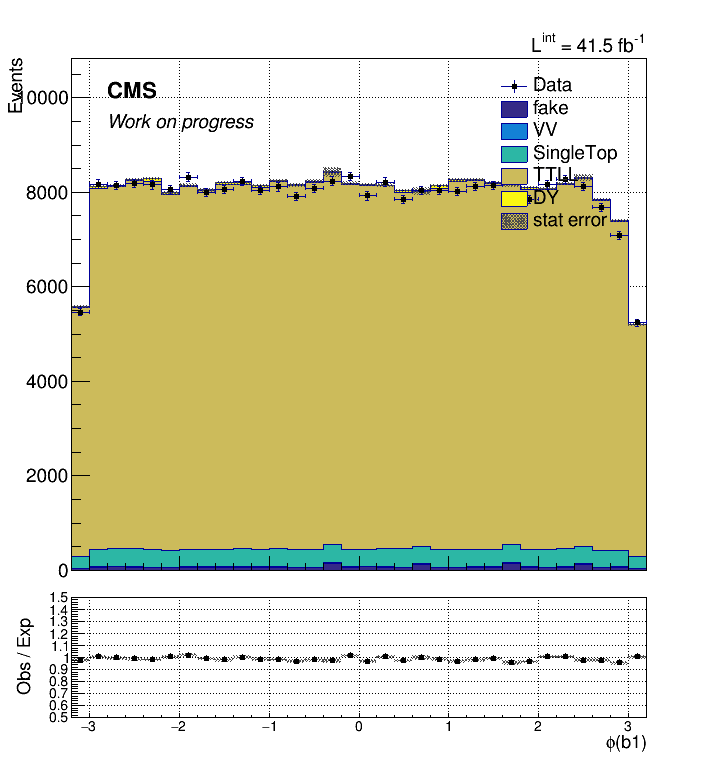 L^int = 41.5 fb^-1
Events
CMS
Work on progress
Data
fake
VV
SingleTop
TTLL
DY
stat error
10000
8000
6000
4000
2000
0
Obs / Exp
1.5
1.4
1.3
1.2
1.1
1
0.9
0.8
0.7
0.6
0.5
−3 −2 −1 0 1 2 3
ϕ(b1)